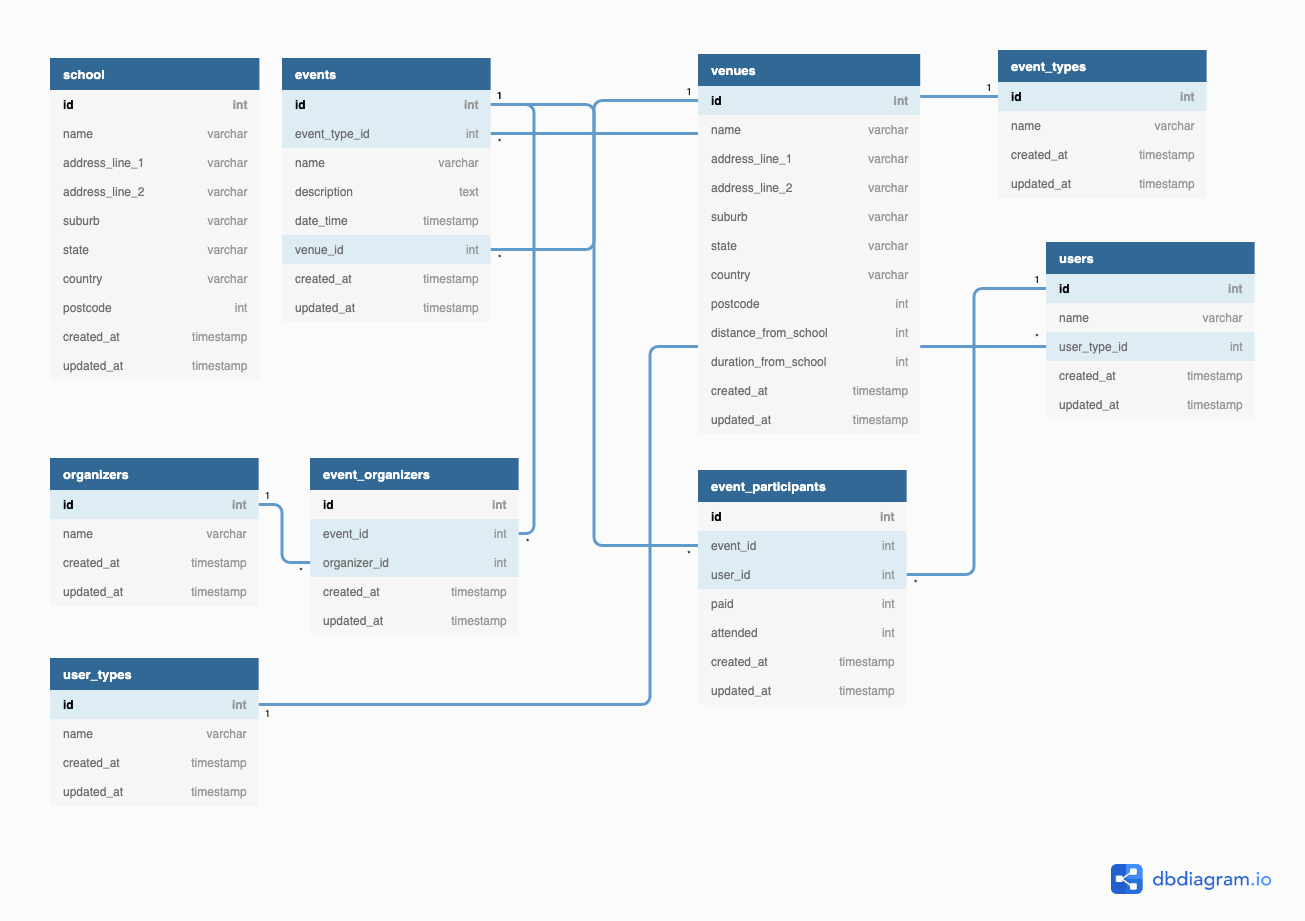 school
id int
name varchar
address_line_1 varchar
address_line_2 varchar
suburb varchar
state varchar
country varchar
postcode int
created_at timestamp
updated_at timestamp
events
id int 1
event_type_id int *
name varchar
description text
date_time timestamp
venue_id int *
created_at timestamp
updated_at timestamp
venues
1 id int
name varchar
address_line_1 varchar
address_line_2 varchar
suburb varchar
state varchar
country varchar
postcode int
distance_from_school int
duration_from_school int
created_at timestamp
updated_at timestamp
event_types
1 id int
name varchar
created_at timestamp
updated_at timestamp
users
1 id int
name varchar
* user_type_id int
created_at timestamp
updated_at timestamp
organizers
id int 1
name varchar
created_at timestamp
updated_at timestamp
event_organizers
id int
event_id int *
* organizer_id int
created_at timestamp
updated_at timestamp
event_participants
id int
* event_id int
user_id int *
paid int
attended int
created_at timestamp
updated_at timestamp
user_types
id int 1
name varchar
created_at timestamp
updated_at timestamp
dbdiagram.io